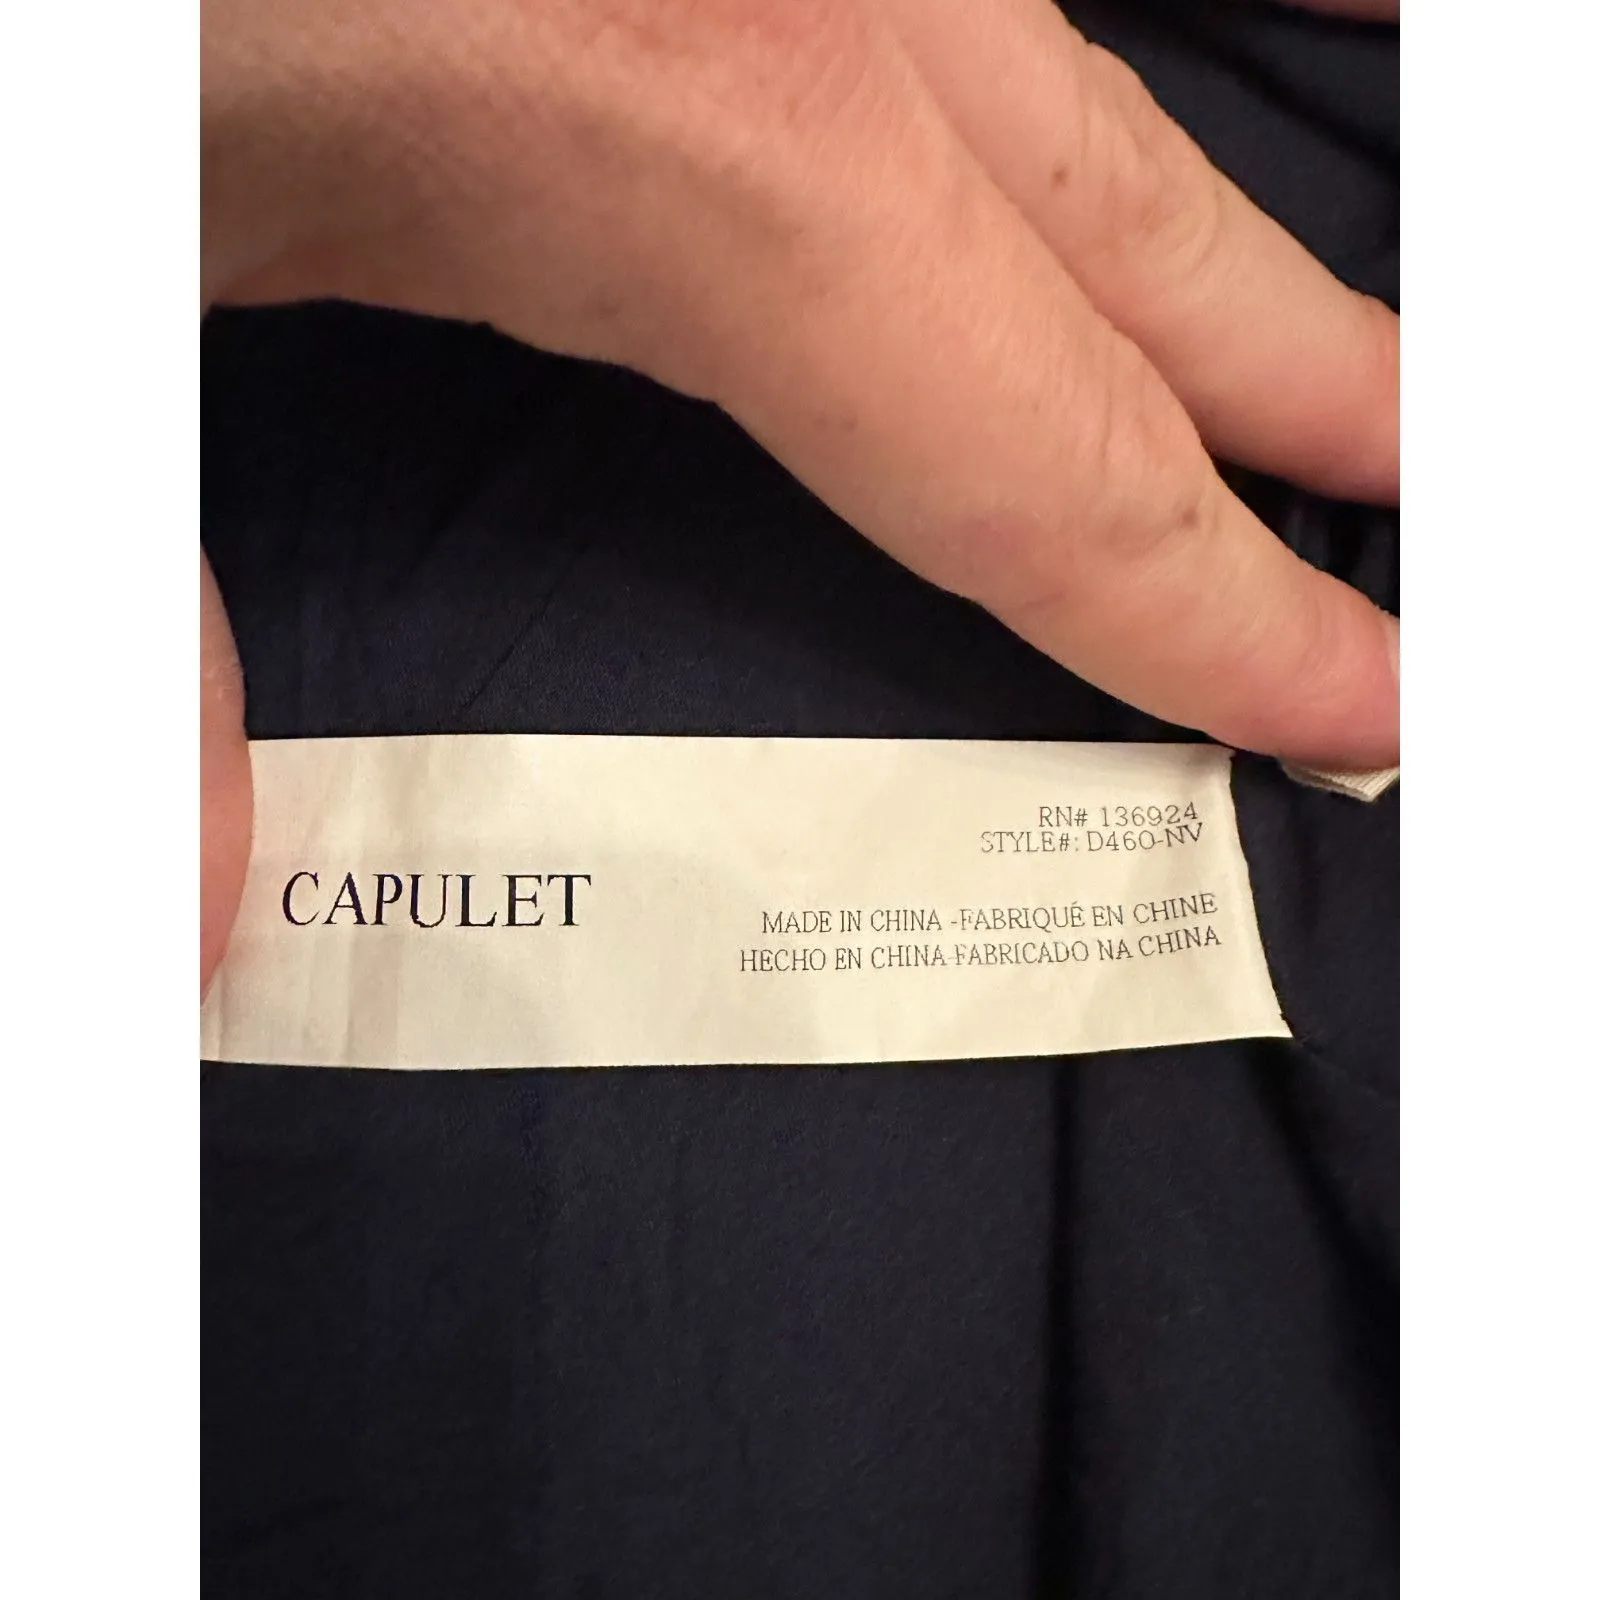 CAPULET
RN# 136924
STYLE#: D460-NV
MADE IN CHINA -FABRIQUÉ EN CHINE
HECHO EN CHINA-FABRICADO NA CHINA